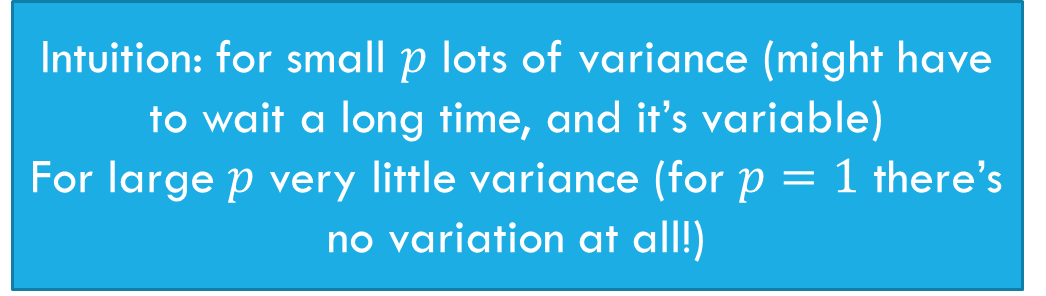 Intuition: for small 𝑝 lots of variance (might have
to wait a long time, and it’s variable)
For large 𝑝 very little variance (for 𝑝 = 1 there’s
no variation at all!)